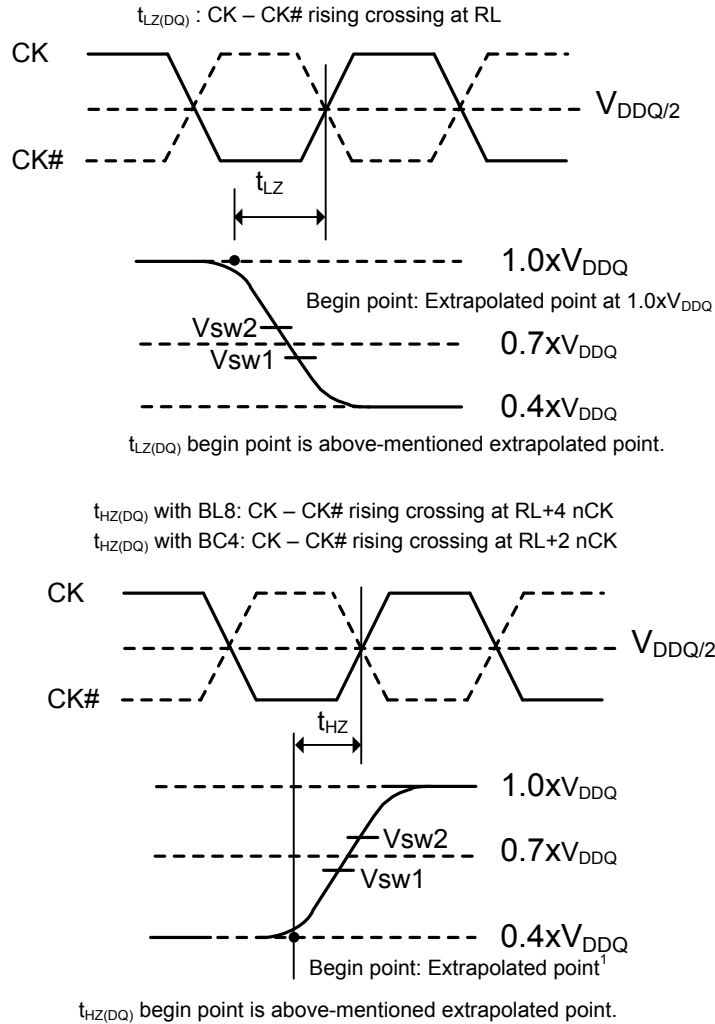 tLZ(DQ) : CK – CK# rising crossing at RL
CK
VDDQ/2
CK#
tLZ
1.0xVDDQ
Begin point: Extrapolated point at 1.0xVDDQ
Vsw2
0.7xVDDQ
Vsw1
0.4xVDDQ
tLZ(DQ) begin point is above-mentioned extrapolated point.
tHZ(DQ) with BL8: CK – CK# rising crossing at RL+4 nCK
tHZ(DQ) with BC4: CK – CK# rising crossing at RL+2 nCK
CK
VDDQ/2
CK#
tHZ
1.0xVDDQ
Vsw2
0.7xVDDQ
Vsw1
0.4xVDDQ
Begin point: Extrapolated point1
tHZ(DQ) begin point is above-mentioned extrapolated point.